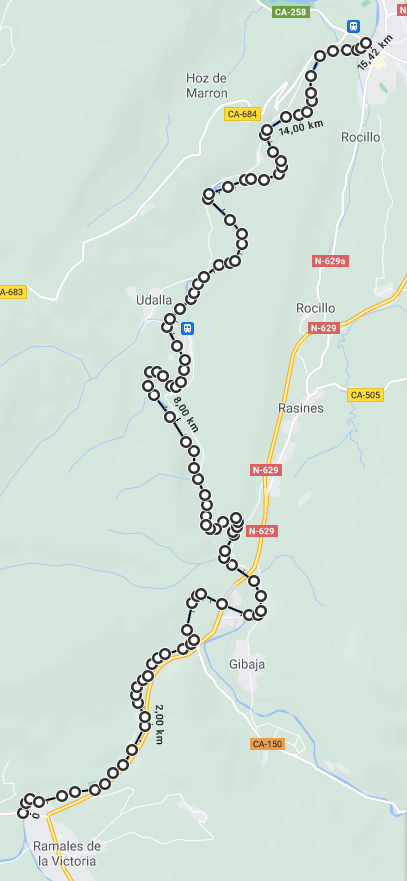 CA-258
N
15,42 km
Hoz de
Marron
CA-684
14,00 km
Rocillo
N-629a
A-683
Udalla
Rocillo
N-629
CA-505
8,00 km
Rasines
N-629
N-629
Gibaja
2,00 km
CA-150
0
Ramales de
la Victoria